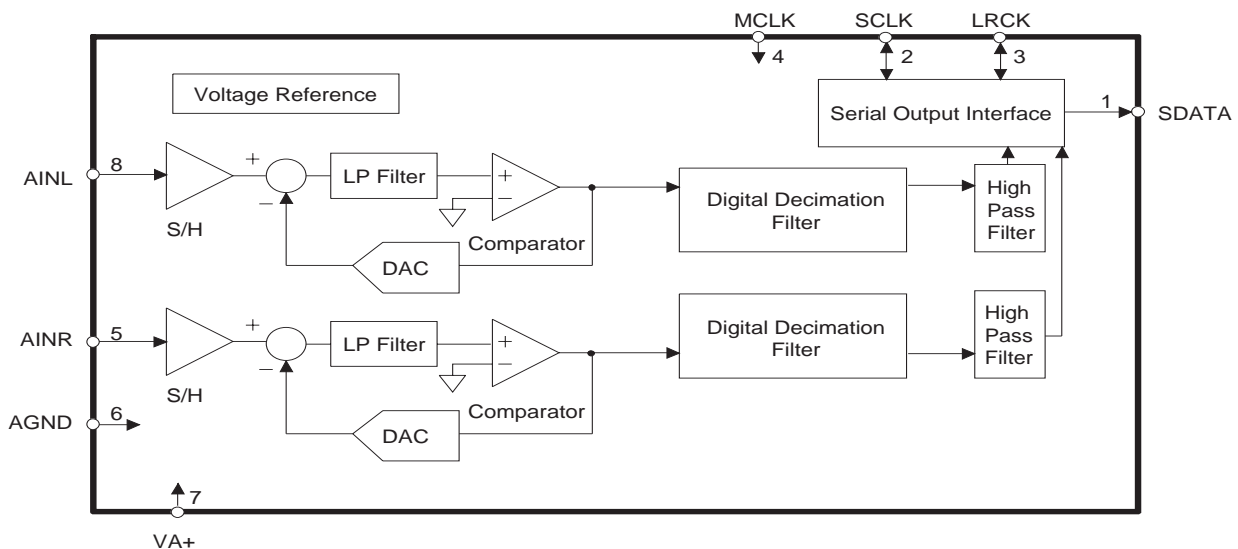 MCLK SCLK LRCK
4 2 3
Voltage Reference
Serial Output Interface
1 SDATA
AINL 8
+
−
S/H
LP Filter
+
−
Comparator
DAC
Digital Decimation
Filter
High
Pass
Filter
AINR 5
+
−
S/H
LP Filter
+
−
Comparator
DAC
Digital Decimation
Filter
High
Pass
Filter
AGND 6
7
VA+